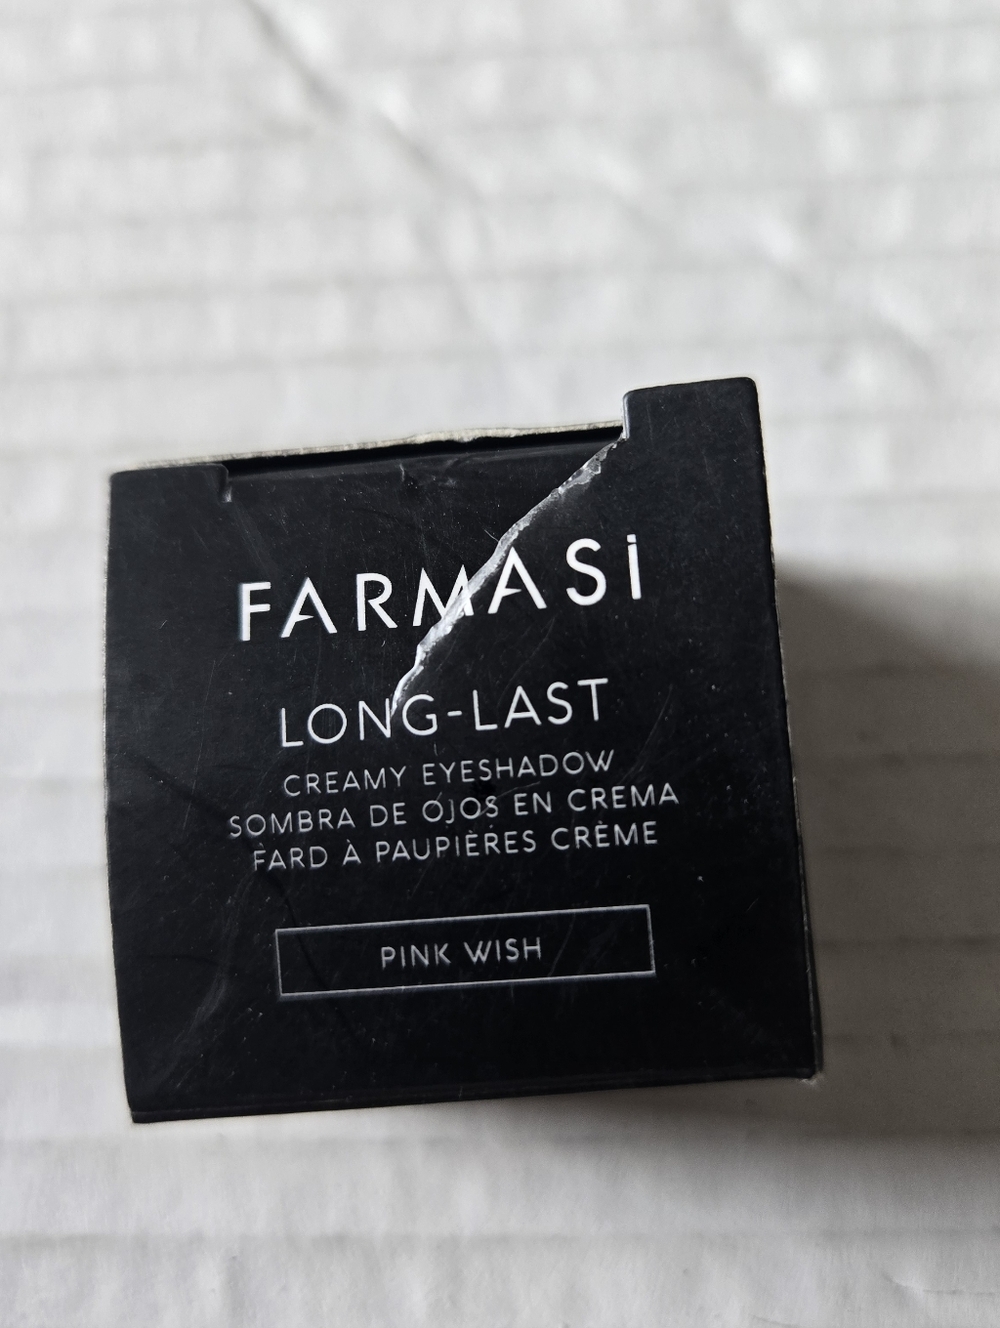 FARMASİ
LONG-LAST
CREAMY EYESHADOW
SOMBRA DE OJOS EN CREMA
FARD À PAUPIÈRES CRÈME
PINK WISH